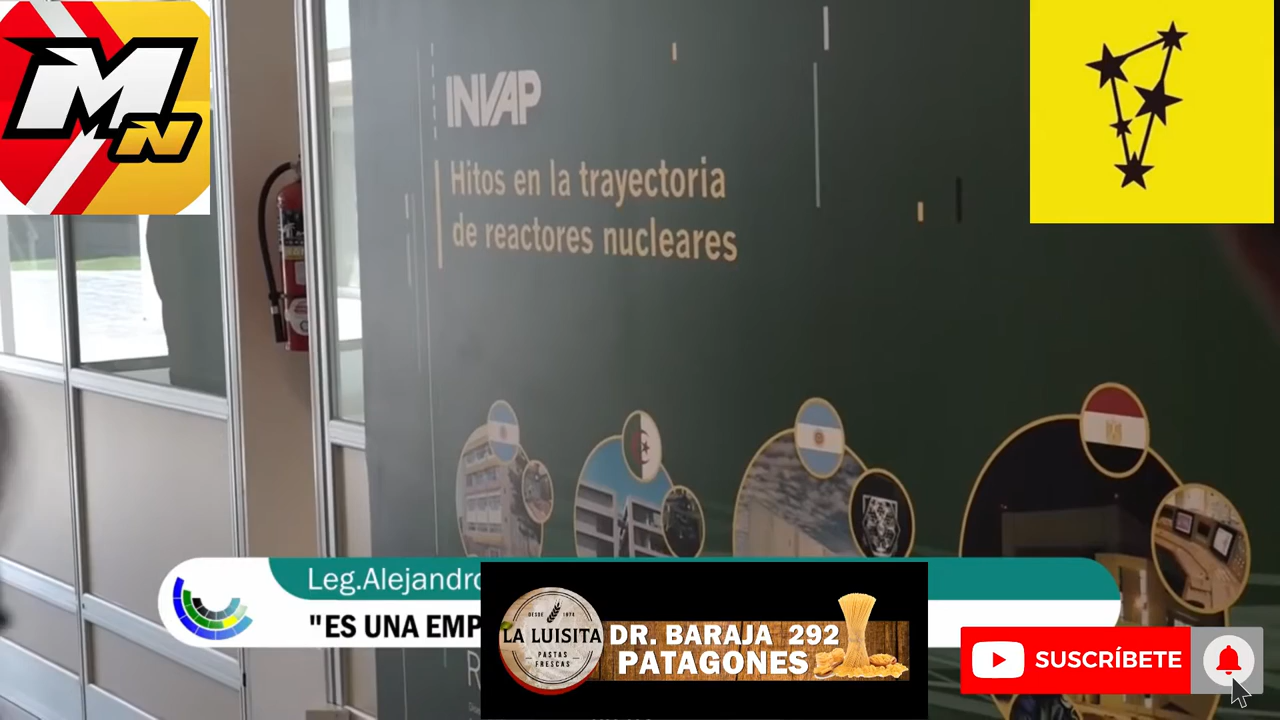 MN
INVAP
Hitos en la trayectoria
de reactores nucleares
Leg.Alejandro
"ES UNA EMP
DESDE 1978
LA LUISITA
PASTAS
FRESCAS
DR. BARAJA 292
PATAGONES
SUSCRÍBETE